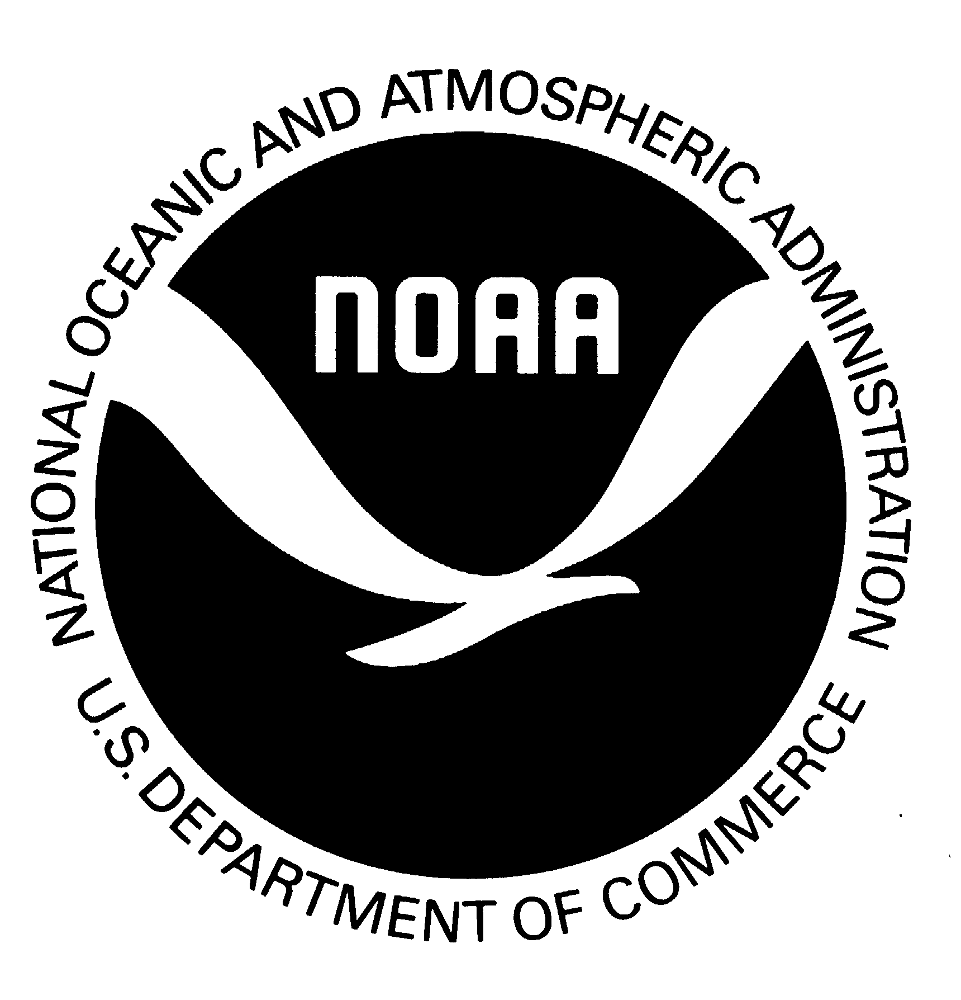 NATIONAL OCEANIC AND ATMOSPHERIC ADMINISTRATION
NOAA
U.S. DEPARTMENT OF COMMERCE